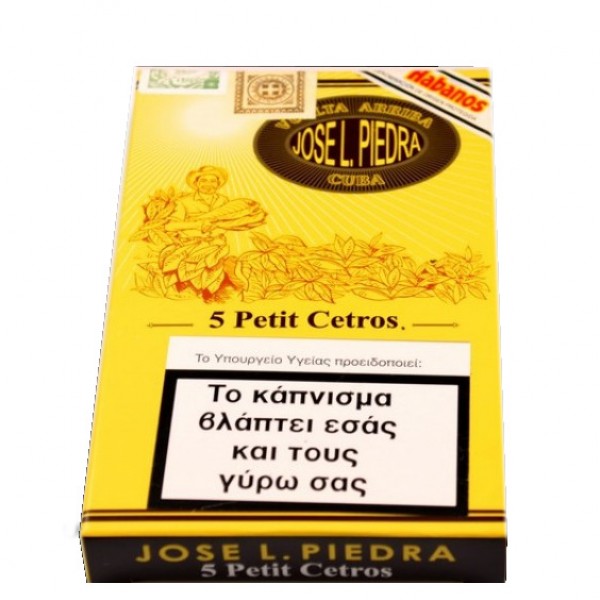 Habanos
VUELTA ARRIBA
JOSE L. PIEDRA
CUBA
5 Petit Cetros.
Το Υπουργείο Υγείας προειδοποιεί:
Το κάπνισμα
βλάπτει εσάς
και τους
γύρω σας
JOSE L. PIEDRA
5 Petit Cetros